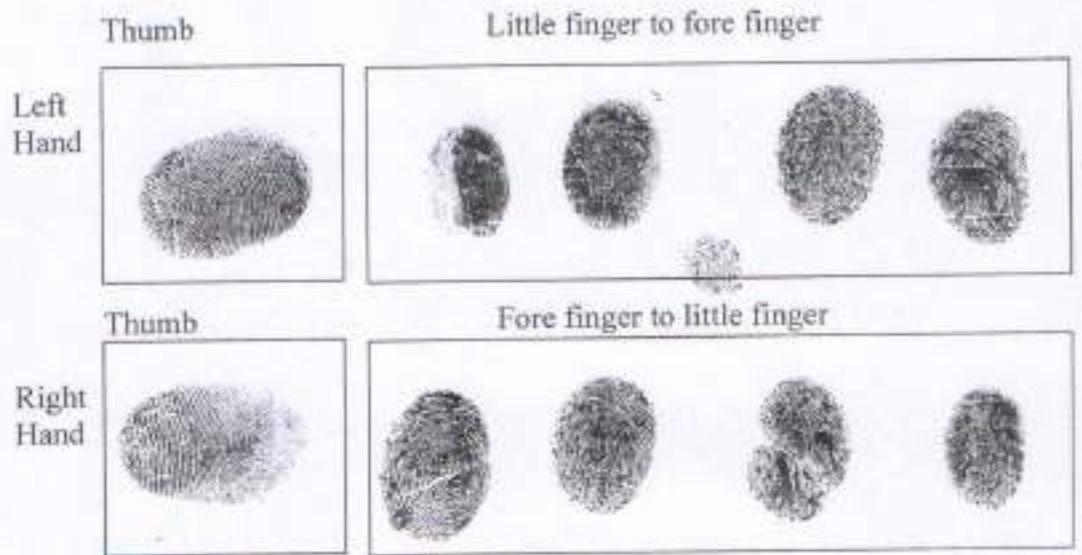 Thumb
Little finger to fore finger
Left
Hand
Thumb
Fore finger to little finger
Right
Hand